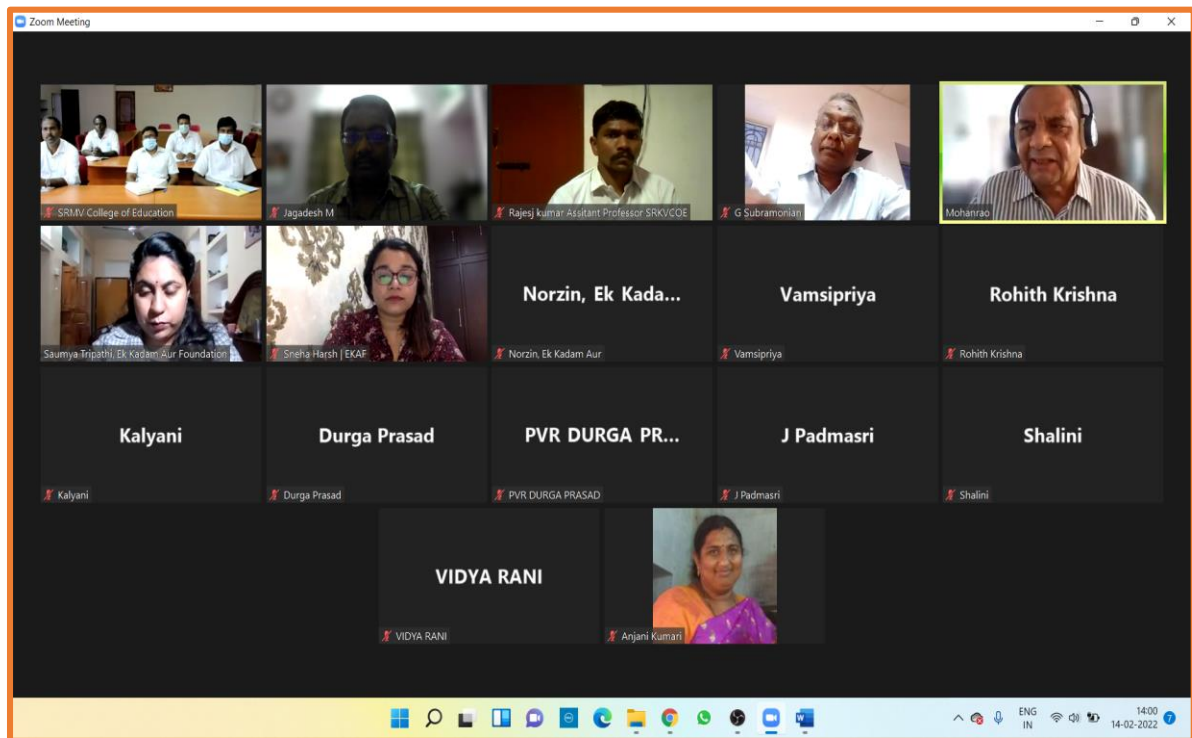 Zoom Meeting
SRMV College of Education
Jagadesh M
Rajesj kumar Assitant Professor SRKVCOE
G Subramonian
Mohanrao
Saumya Tripathi, Ek Kadam Aur Foundation
Sneha Harsh | EKAF
Norzin, Ek Kada...
Norzin, Ek Kadam Aur
Vamsipriya
Vamsipriya
Rohith Krishna
Rohith Krishna
Kalyani
Kalyani
Durga Prasad
Durga Prasad
PVR DURGA PR...
PVR DURGA PRASAD
J Padmasri
J Padmasri
Shalini
Shalini
VIDYA RANI
VIDYA RANI
Anjani Kumari
ENG
IN
14:00
14-02-2022
7